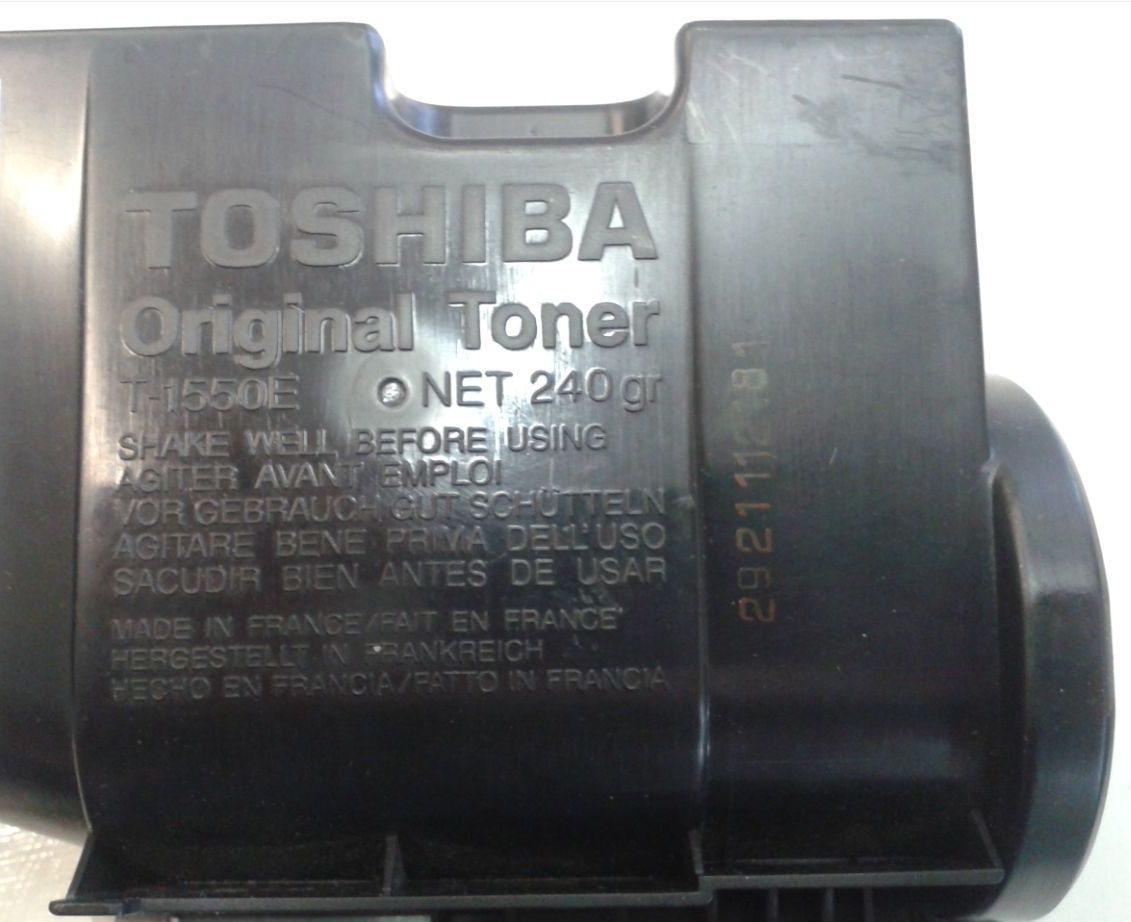 TOSHIBA
Original Toner
T-1550E NET 240 gr
SHAKE WELL BEFORE USING
AGITER AVANT EMPLOI
VOR GEBRAUCH GUT SCHÜTTELN
AGITARE BENE PRIMA DELL'USO
SACUDIR BIEN ANTES DE USAR
MADE IN FRANCE/FAIT EN FRANCE
HERGESTELLT IN FRANKREICH
HECHO EN FRANCIA/FATTO IN FRANCIA
292111281